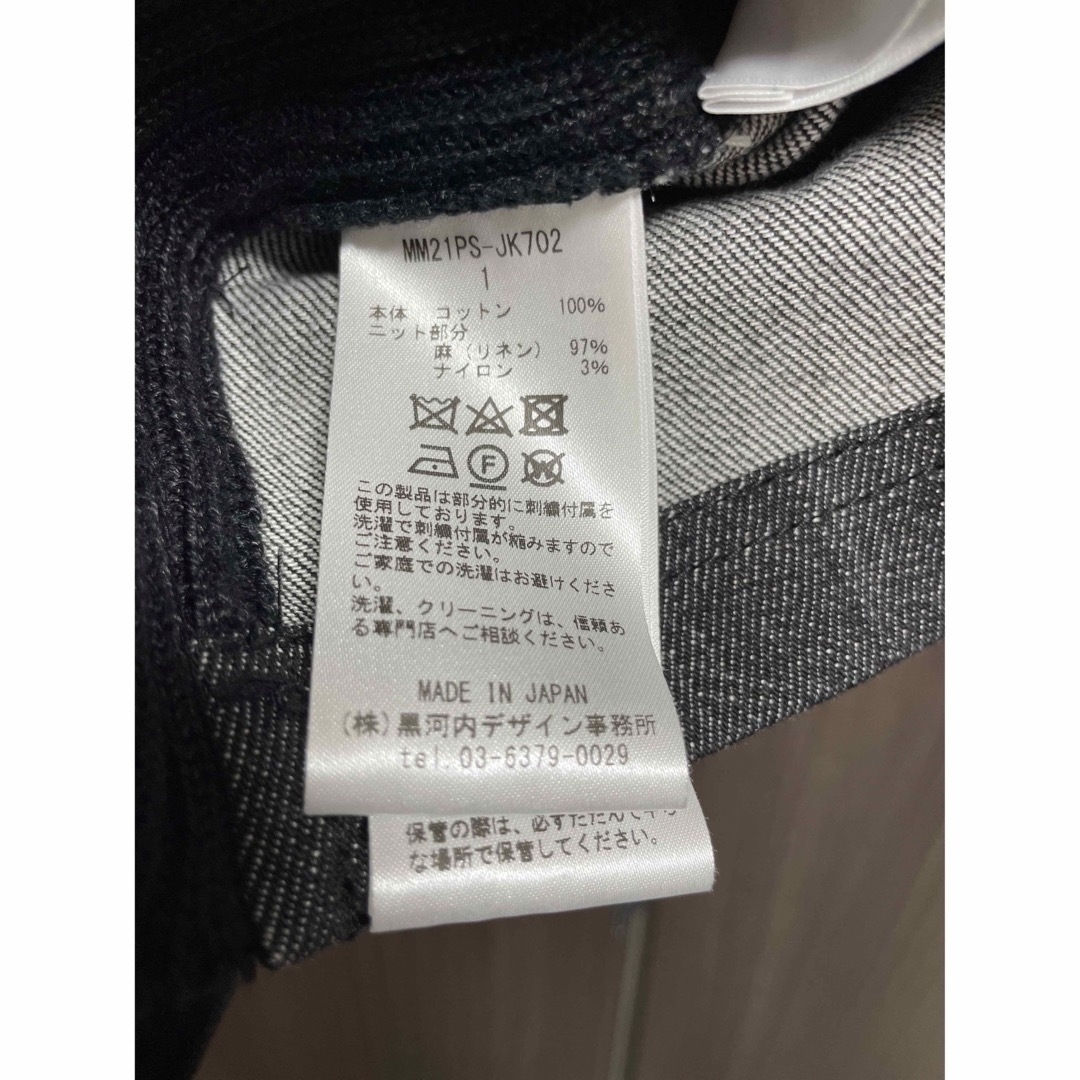 MM21PS-JK702
1
本体 コットン 100%
ニット部分
麻(リネン) 97%
ナイロン 3%
F
W
この製品は部分的に刺繍付属を
使用しております。
洗濯で刺繍付属が縮みますので
ご注意ください。
ご家庭での洗濯はお避けくださ
い。
洗濯、クリーニングは、信頼あ
る専門店へご相談ください。
MADE IN JAPAN
(株)黒河内デザイン事務所
tel.03-6379-0029
保管の際は、必ずたたんで平ら
な場所で保管してください。